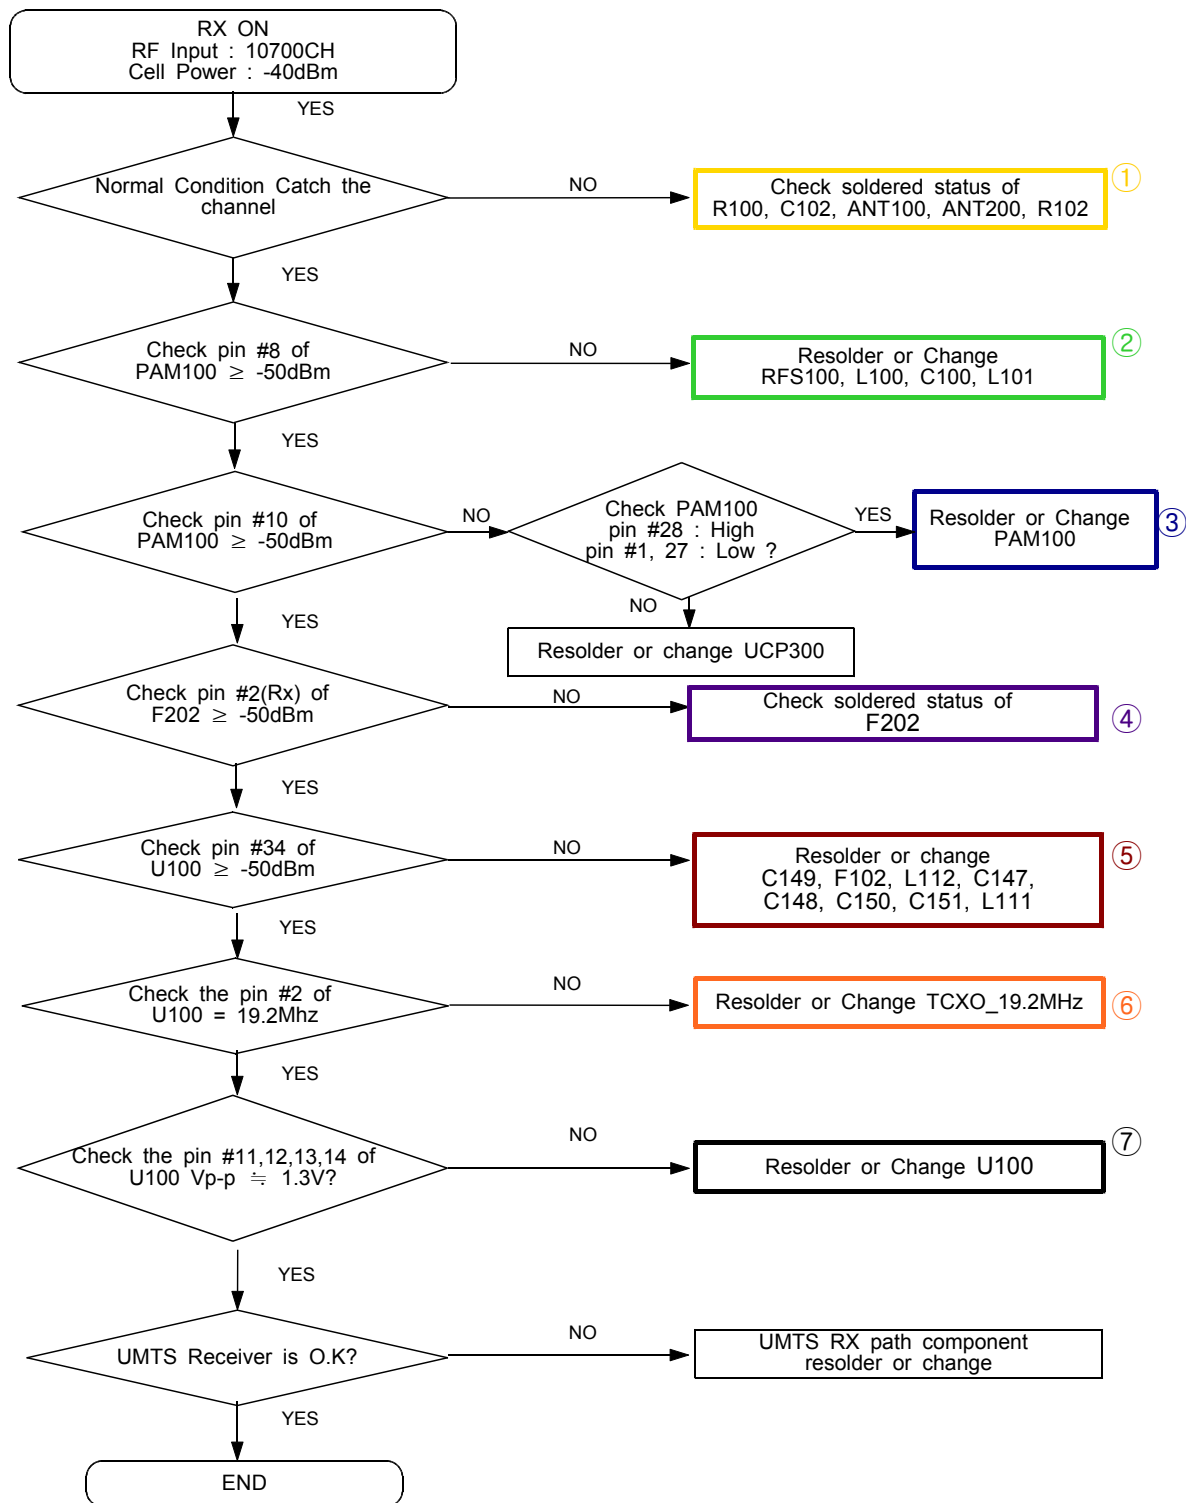 RX ON
RF Input : 10700CH
Cell Power : -40dBm
YES
Normal Condition Catch the
channel
NO
Check soldered status of
R100, C102, ANT100, ANT200, R102
①
YES
Check pin #8 of
PAM100 ≥ -50dBm
NO
Resolder or Change
RFS100, L100, C100, L101
②
YES
Check pin #10 of
PAM100 ≥ -50dBm
NO
Check PAM100
pin #28 : High
pin #1, 27 : Low ?
YES
Resolder or Change
PAM100
③
NO
Resolder or change UCP300
YES
Check pin #2(Rx) of
F202 ≥ -50dBm
NO
Check soldered status of
F202
④
YES
Check pin #34 of
U100 ≥ -50dBm
NO
Resolder or change
C149, F102, L112, C147,
C148, C150, C151, L111
⑤
YES
Check the pin #2 of
U100 = 19.2Mhz
NO
Resolder or Change TCXO_19.2MHz
⑥
YES
Check the pin #11,12,13,14 of
U100 Vp-p ≒ 1.3V?
NO
Resolder or Change U100
⑦
YES
UMTS Receiver is O.K?
NO
UMTS RX path component
resolder or change
YES
END